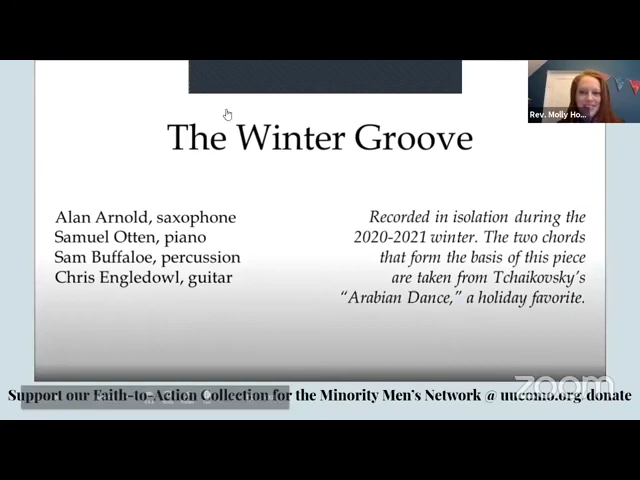 Rev. Molly Ho...
The Winter Groove
Alan Arnold, saxophone
Samuel Otten, piano
Sam Buffaloe, percussion
Chris Engledowl, guitar
Recorded in isolation during the
2020-2021 winter. The two chords
that form the basis of this piece
are taken from Tchaikovsky's
“Arabian Dance,” a holiday favorite.
zoom
Support our Faith-to-Action Collection for the Minority Men's Network @ uucomo.org/donate